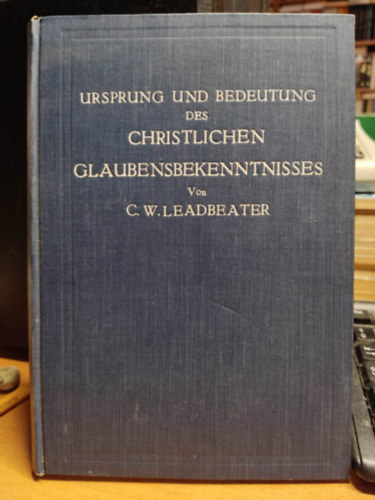 URSPRUNG UND BEDEUTUNG
DES
CHRISTLICHEN
GLAUBENSBEKENNTNISSES
Von
C. W. LEADBEATER